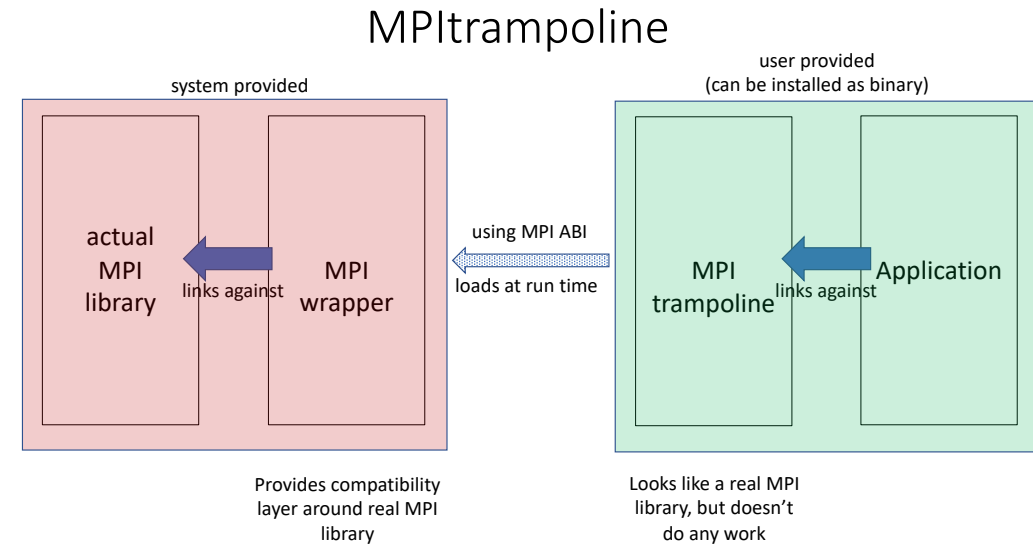 MPItrampoline
system provided
user provided
(can be installed as binary)
actual
MPI
library
links against
MPI
wrapper
using MPI ABI
loads at run time
MPI
trampoline
links against
Application
Provides compatibility
layer around real MPI
library
Looks like a real MPI
library, but doesn’t
do any work